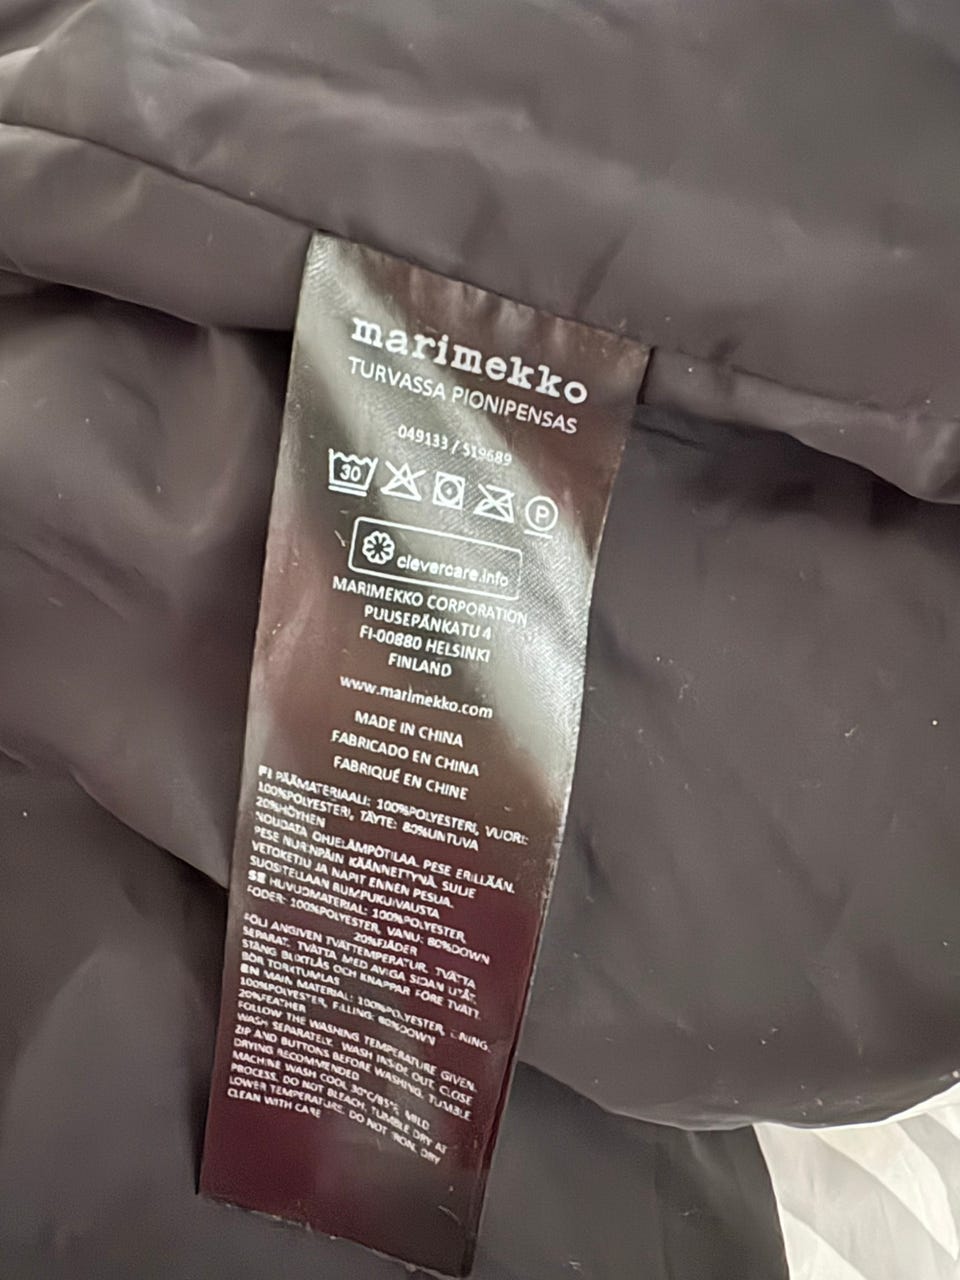 marimekko
TURVASSA PIONIPENSAS
049133 / 519689
30
P
clevercare.info
MARIMEKKO CORPORATION
PUUSEPÄNKATU 4
FI-00880 HELSINKI
FINLAND
www.marimekko.com
MADE IN CHINA
FABRICADO EN CHINA
FABRIQUÉ EN CHINE
FI PÄÄMATERIAALI: 100%POLYESTERI, VUORI:
100%POLYESTERI, TÄYTE: 80%UNTUVA
20%HÖYHEN
NOUDATA OHJELÄMPÖTILAA. PESE ERILLÄÄN.
PESE NURINPÄIN KÄÄNNETTYNÄ, SULJE
VETOKETJU JA NAPIT ENNEN PESUA.
SUOSITELLAAN RUMPUKUIVAUSTA
SE HUVUDMATERIAL: 100%POLYESTER,
FODER: 100%POLYESTER, VANU: 80%DOWN
20%FJÄDER
FÖLJ ANGIVEN TVÄTTEMPERATUR. TVÄTTA
SEPARAT. TVÄTTA MED AVIGA SIDAN UTÅT.
STÄNG BLIXTLÅS OCH KNAPPAR FÖRE TVÄTT.
BÖR TORKTUMLAS
EN MAIN MATERIAL: 100%POLYESTER, LINING:
100%POLYESTER, FILLING: 80%DOWN
20%FEATHER
FOLLOW THE WASHING TEMPERATURE GIVEN.
WASH SEPARATELY. WASH INSIDE OUT. CLOSE
ZIP AND BUTTONS BEFORE WASHING. TUMBLE
DRYING RECOMMENDED
MACHINE WASH COOL 30°C/85°F, MILD
PROCESS. DO NOT BLEACH. TUMBLE DRY AT
LOWER TEMPERATURE. DO NOT IRON. DRY
CLEAN WITH CARE